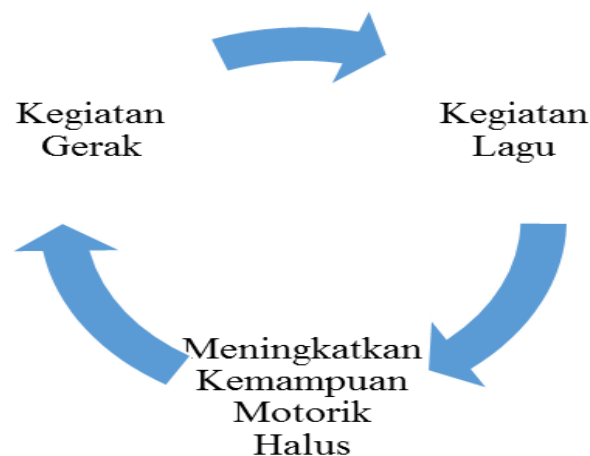 Kegiatan
Gerak
Kegiatan
Lagu
Meningkatkan
Kemampuan
Motorik
Halus